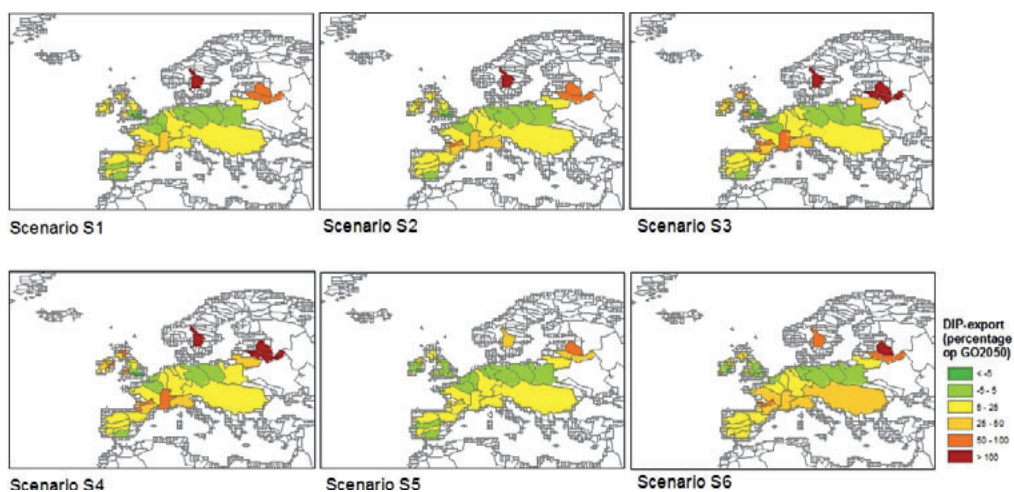 Scenario S1
Scenario S2
Scenario S3
Scenario S4
Scenario S5
Scenario S6
DIP-export
(percentage
op GO2050)
< -5
-5 - 5
5 - 25
25 - 50
50 - 100
> 100